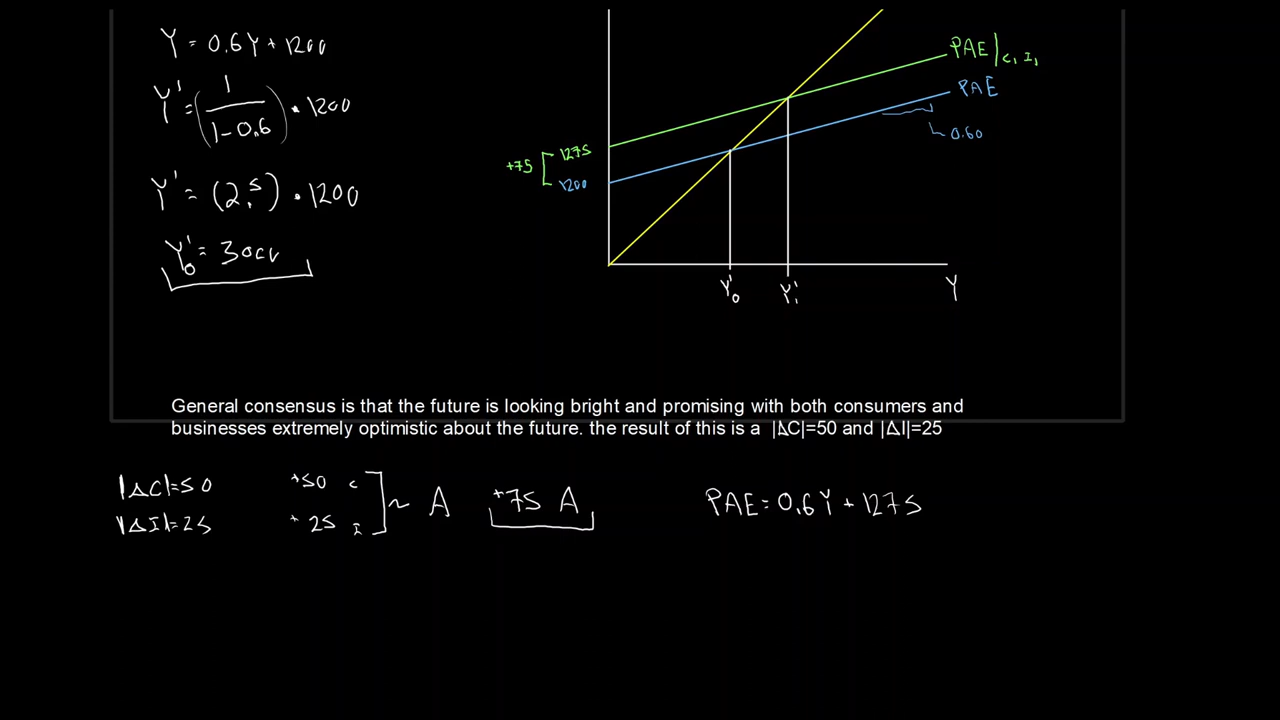 Y = 0.6Y + 1200
Y' = (1/(1-0.6)) • 1200
Y' = (2.5) • 1200
Y'0 = 3000
PAE|C1 I1
PAE
0.60
+75
1275
1200
Y'0
Y'1
Y
General consensus is that the future is looking bright and promising with both consumers and
businesses extremely optimistic about the future. the result of this is a |ΔC|=50 and |ΔI|=25
|ΔC|=50 +50 C
|ΔI|=25 +25 I
~ A +75 A
PAE = 0.6Y + 1275